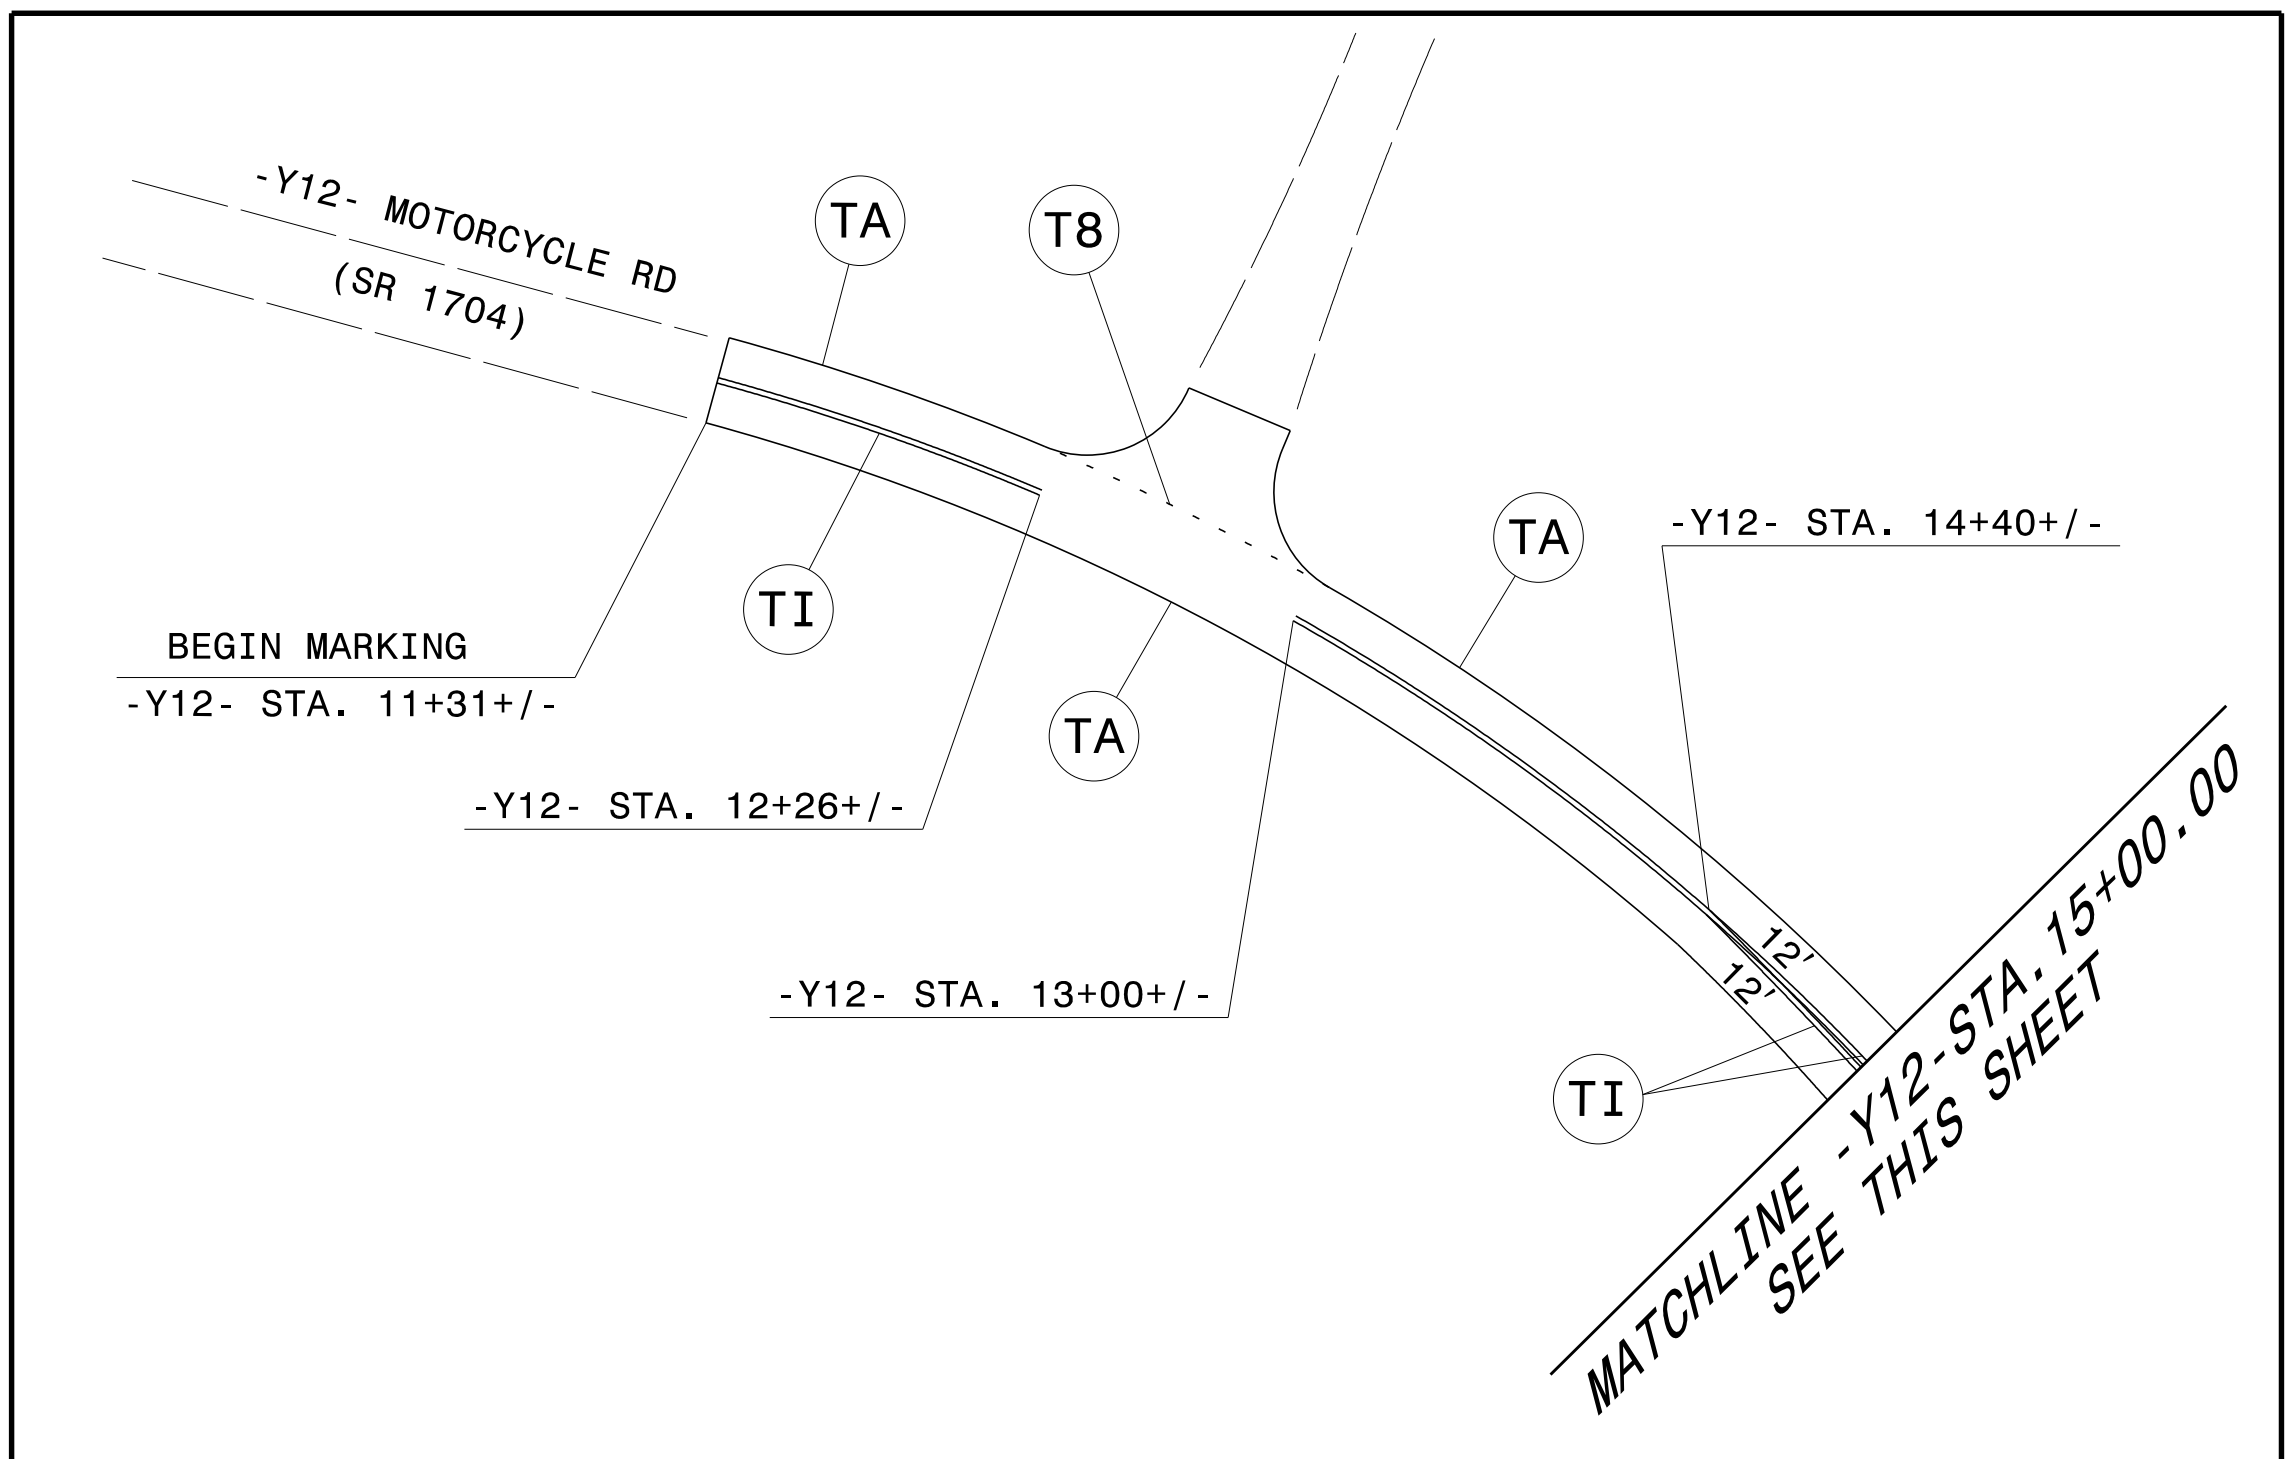 -Y12- MOTORCYCLE RD
(SR 1704)
TA
T8
TA
-Y12- STA. 14+40+/-
TI
BEGIN MARKING
-Y12- STA. 11+31+/-
TA
-Y12- STA. 12+26+/-
-Y12- STA. 13+00+/-
12'
12'
TI
MATCHLINE -Y12-STA.15+00.00
SEE THIS SHEET